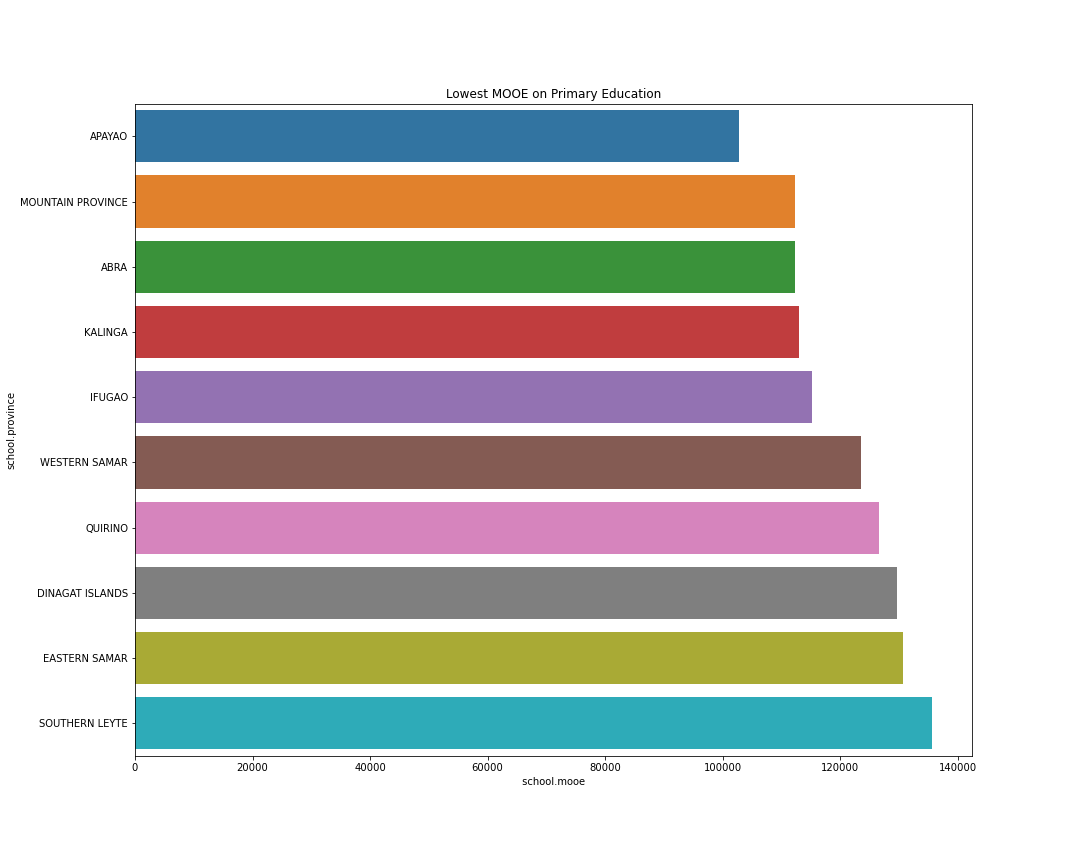 Lowest MOOE on Primary Education
school.province
APAYAO
MOUNTAIN PROVINCE
ABRA
KALINGA
IFUGAO
WESTERN SAMAR
QUIRINO
DINAGAT ISLANDS
EASTERN SAMAR
SOUTHERN LEYTE
0 20000 40000 60000 80000 100000 120000 140000
school.mooe